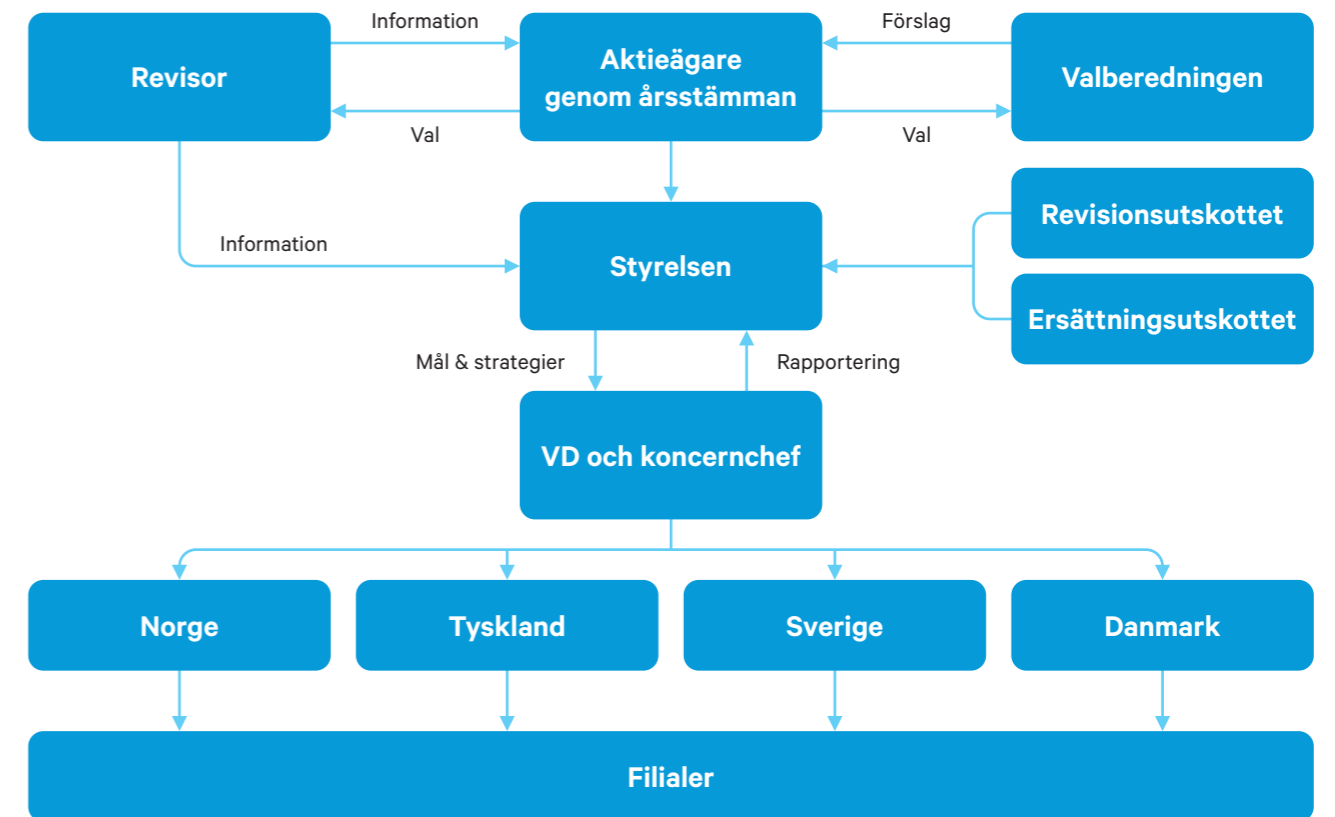 Information
Förslag
Revisor
Aktieägare
genom årsstämman
Valberedningen
Val
Val
Revisionsutskottet
Information
Styrelsen
Ersättningsutskottet
Mål & strategier
Rapportering
VD och koncernchef
Norge
Tyskland
Sverige
Danmark
Filialer